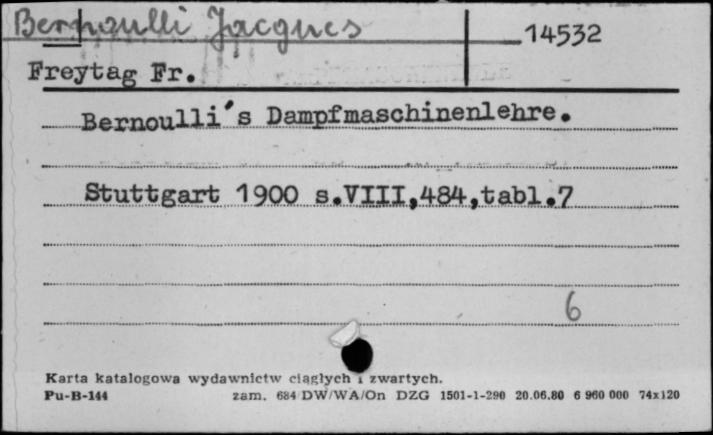 Bernoulli Jacques
14532
Freytag Fr.
Bernoulli's Dampfmaschinenlehre.
Stuttgart 1900 s.VIII,484,tabl.7
6
Karta katalogowa wydawnictw ciągłych i zwartych.
Pu-B-144 zam. 684 DW/WA/On DZG 1501-1-290 20.06.80 6 960 000 74x120